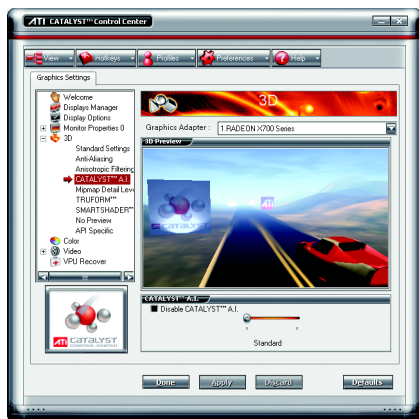 ATI CATALYST™ Control Center
View
Hotkeys
Profiles
Preferences
Help
Graphics Settings
Welcome
Displays Manager
Display Options
Monitor Properties 0
3D
Standard Settings
Anti-Aliasing
Anisotropic Filtering
CATALYST™ A.I.
Mipmap Detail Leve
TRUFORM™
SMARTSHADER™
No Preview
API Specific
Color
Video
VPU Recover
ATI CATALYST
CONTROL CENTER
3D
Graphics Adapter :
1.RADEON X700 Series
3D Preview
CATALYST
ATI
CATALYST™ A.I.
Disable CATALYST™ A.I.
Standard
Done
Apply
Discard
Defaults